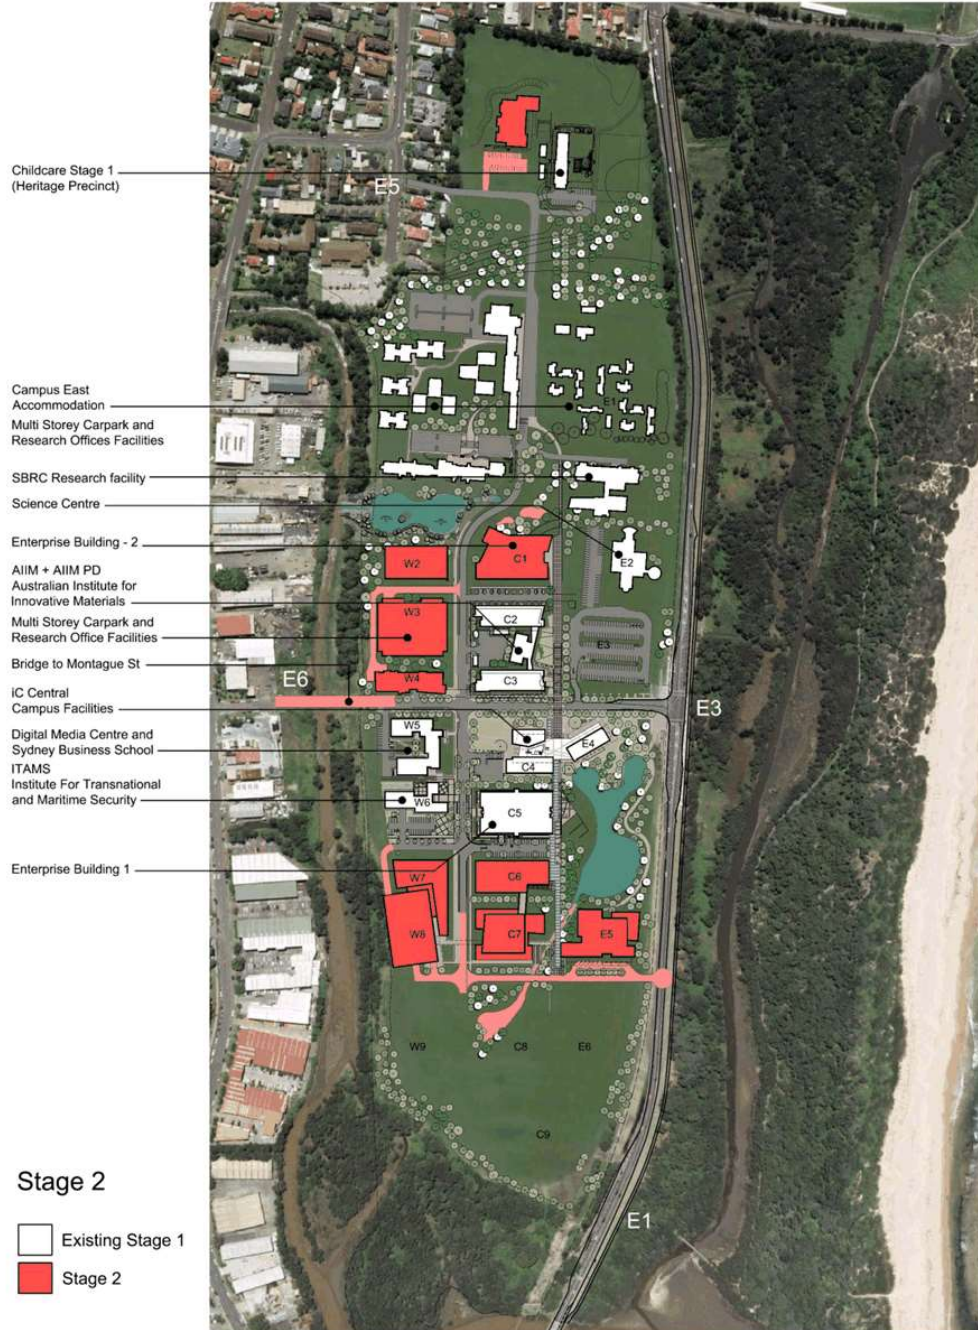 Childcare Stage 1
(Heritage Precinct)
E5
Campus East
Accommodation
E1
Multi Storey Carpark and
Research Offices Facilities
SBRC Research facility
Science Centre
Enterprise Building - 2
W2
C1
E2
AIIM + AIIM PD
Australian Institute for
Innovative Materials
W3
C2
Multi Storey Carpark and
Research Office Facilities
E3
Bridge to Montague St
E6
W4
C3
iC Central
Campus Facilities
E3
Digital Media Centre and
Sydney Business School
W5
E4
C4
ITAMS
Institute For Transnational
and Maritime Security
W6
C5
Enterprise Building 1
W7
C6
W8
C7
E5
W9
C8
E6
C9
Stage 2
Existing Stage 1
Stage 2
E1